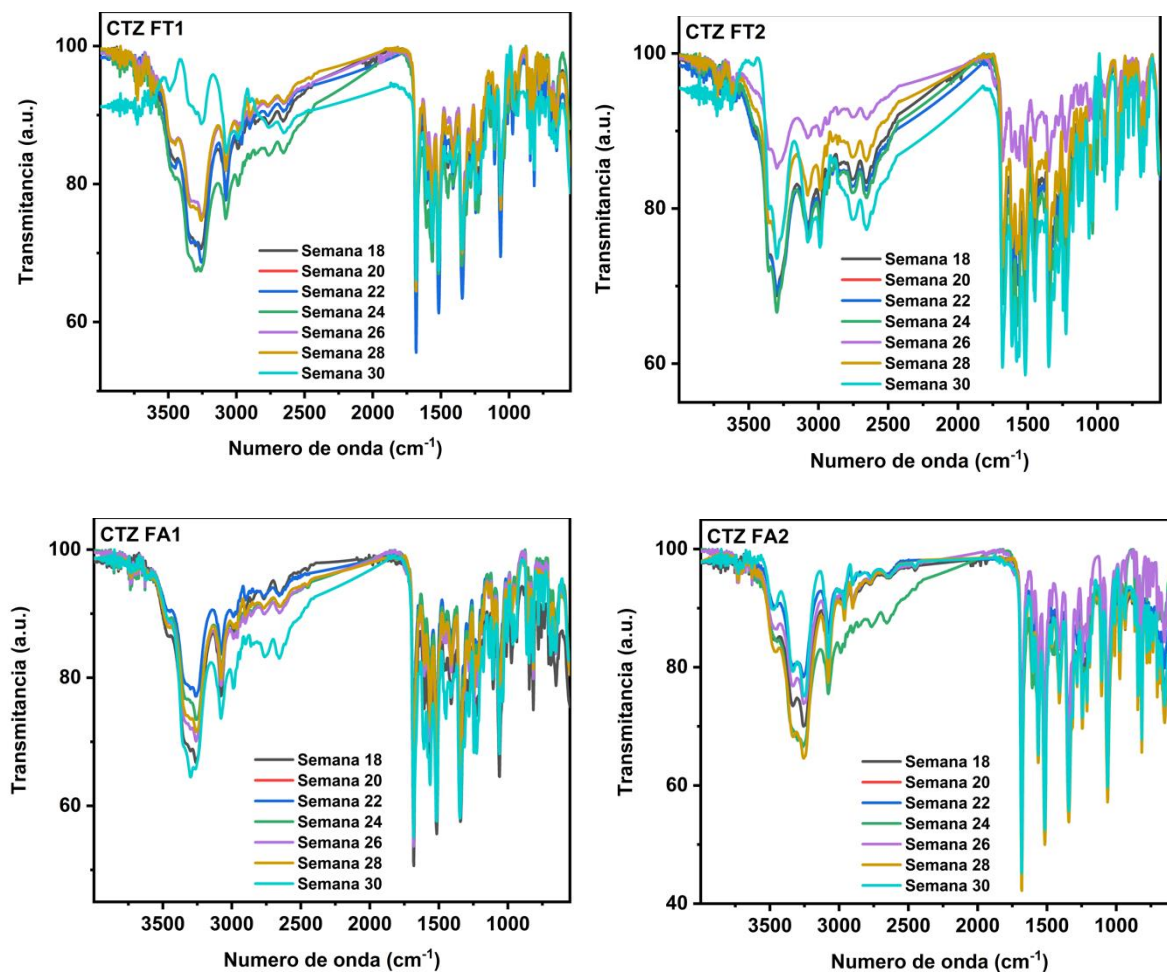 CTZ FT1
100
80
60
Transmitancia (a.u.)
Semana 18
Semana 20
Semana 22
Semana 24
Semana 26
Semana 28
Semana 30
3500 3000 2500 2000 1500 1000
Numero de onda (cm⁻¹)
CTZ FT2
100
80
60
Transmitancia (a.u.)
Semana 18
Semana 20
Semana 22
Semana 24
Semana 26
Semana 28
Semana 30
3500 3000 2500 2000 1500 1000
Numero de onda (cm⁻¹)
CTZ FA1
100
80
60
Transmitancia (a.u.)
Semana 18
Semana 20
Semana 22
Semana 24
Semana 26
Semana 28
Semana 30
3500 3000 2500 2000 1500 1000
Numero de onda (cm⁻¹)
CTZ FA2
100
80
60
40
Transmitancia (a.u.)
Semana 18
Semana 20
Semana 22
Semana 24
Semana 26
Semana 28
Semana 30
3500 3000 2500 2000 1500 1000
Numero de onda (cm⁻¹)